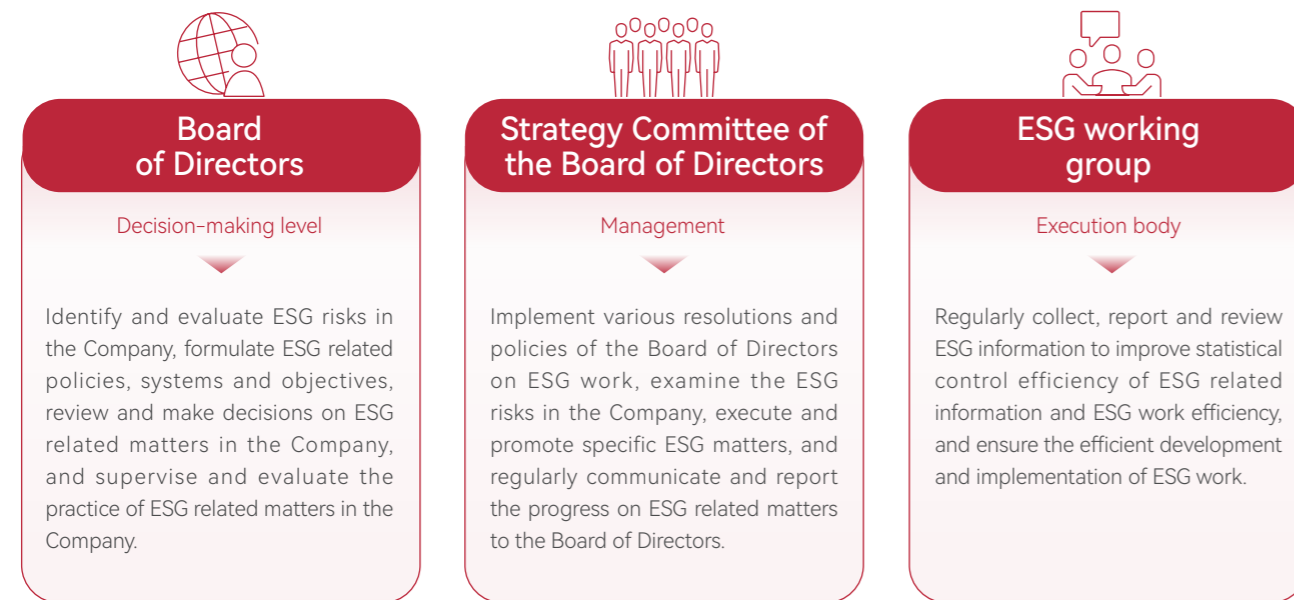 Board
of Directors
Decision-making level
Identify and evaluate ESG risks in
the Company, formulate ESG related
policies, systems and objectives,
review and make decisions on ESG
related matters in the Company,
and supervise and evaluate the
practice of ESG related matters in the
Company.
Strategy Committee of
the Board of Directors
Management
Implement various resolutions and
policies of the Board of Directors
on ESG work, examine the ESG
risks in the Company, execute and
promote specific ESG matters, and
regularly communicate and report
the progress on ESG related matters
to the Board of Directors.
ESG working
group
Execution body
Regularly collect, report and review
ESG information to improve statistical
control efficiency of ESG related
information and ESG work efficiency,
and ensure the efficient development
and implementation of ESG work.